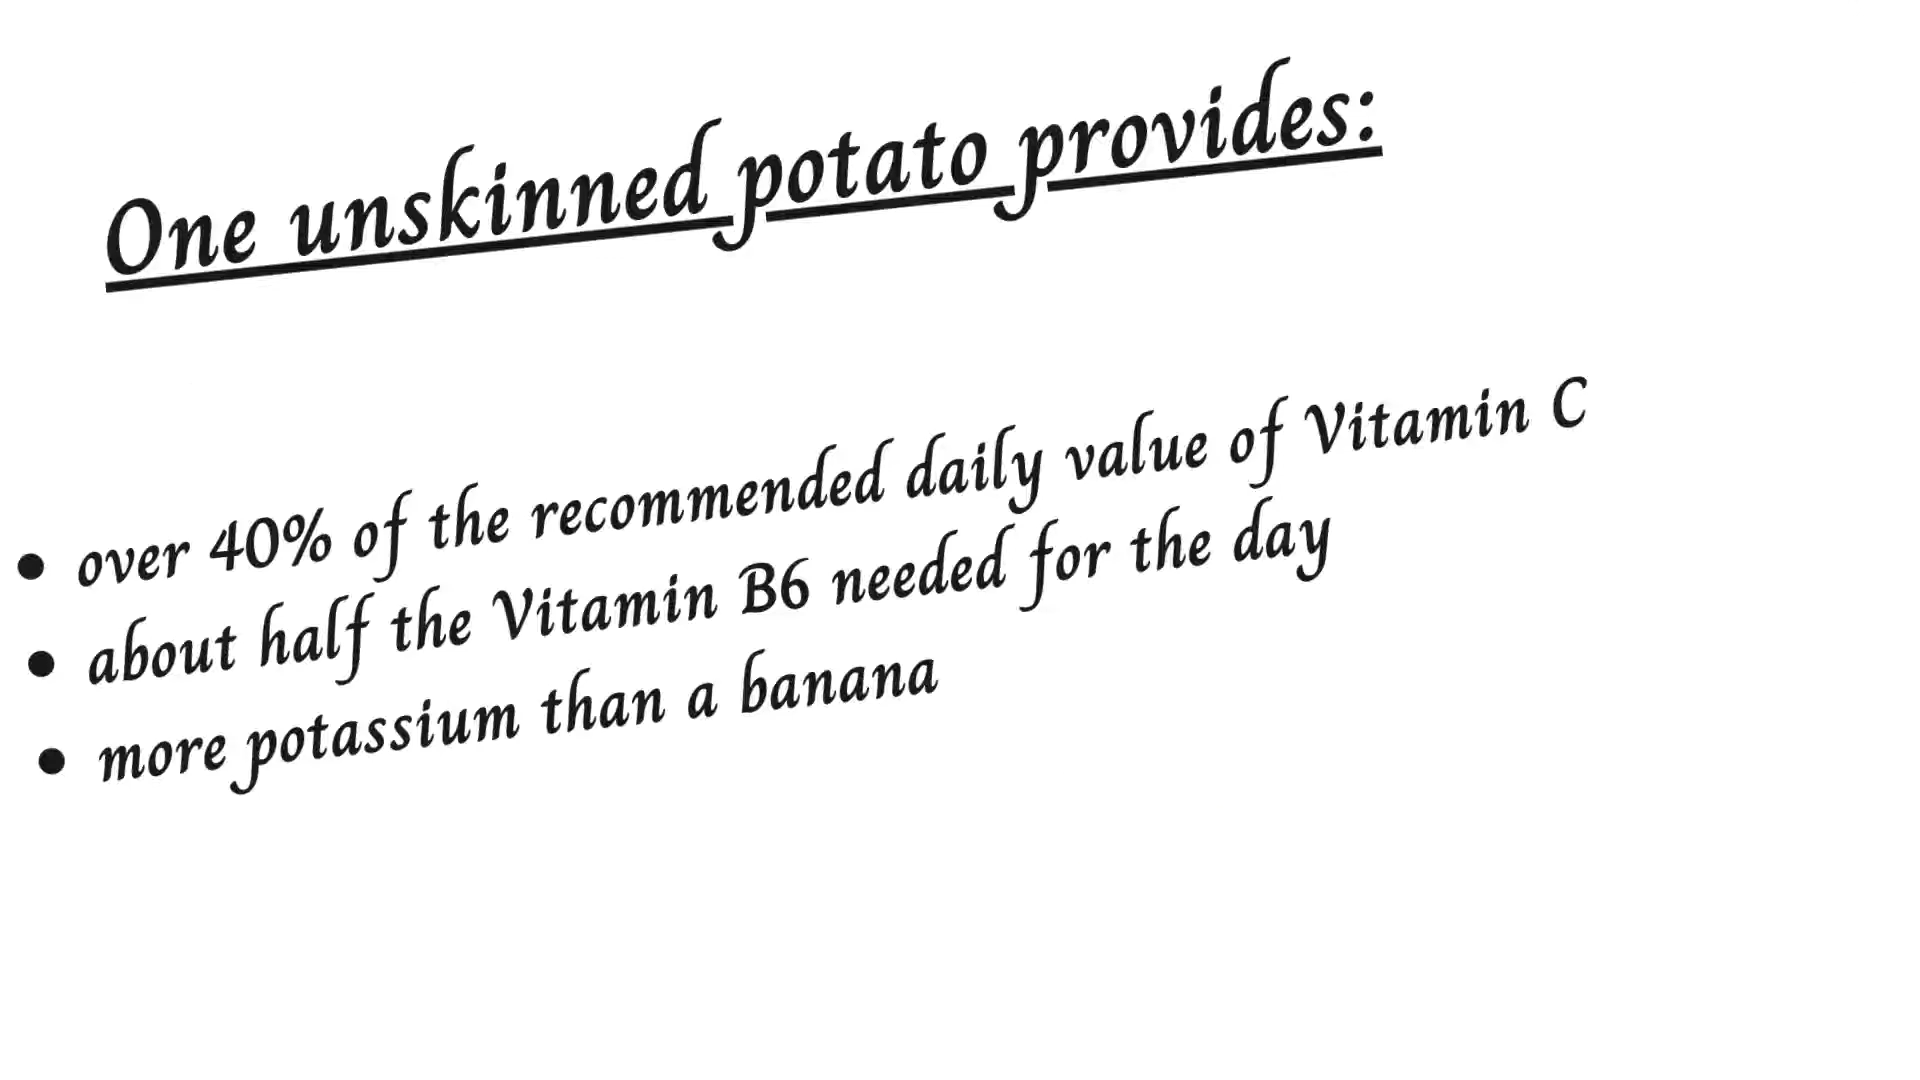 One unskinned potato provides:
• over 40% of the recommended daily value of Vitamin C
• about half the Vitamin B6 needed for the day
• more potassium than a banana